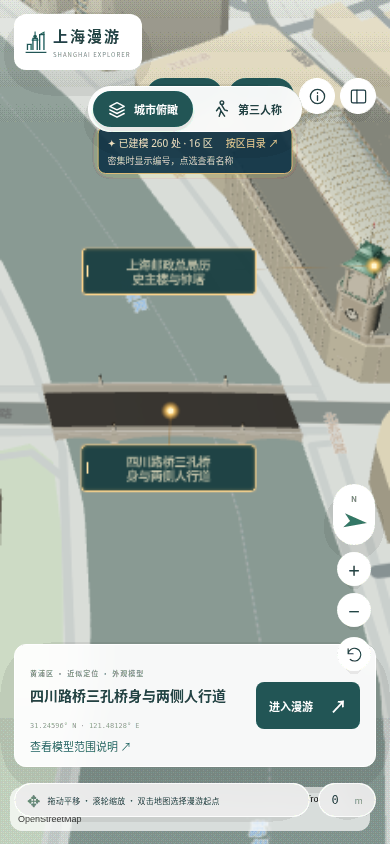 上海漫游
SHANGHAI EXPLORER
城市俯瞰
第三人称
✦ 已建模 260 处 · 16 区 按区目录 ↗
密集时显示编号，点选查看名称
上海邮政总局历
史主楼与钟塔
四川路桥三孔桥
身与两侧人行道
N
+
−
黄浦区 · 近似定位 · 外观模型
四川路桥三孔桥身与两侧人行道
进入漫游 ↗
31.24596° N · 121.48128° E
查看模型范围说明 ↗
拖动平移 · 滚轮缩放 · 双击地图选择漫游起点
0 m
OpenStreetMap